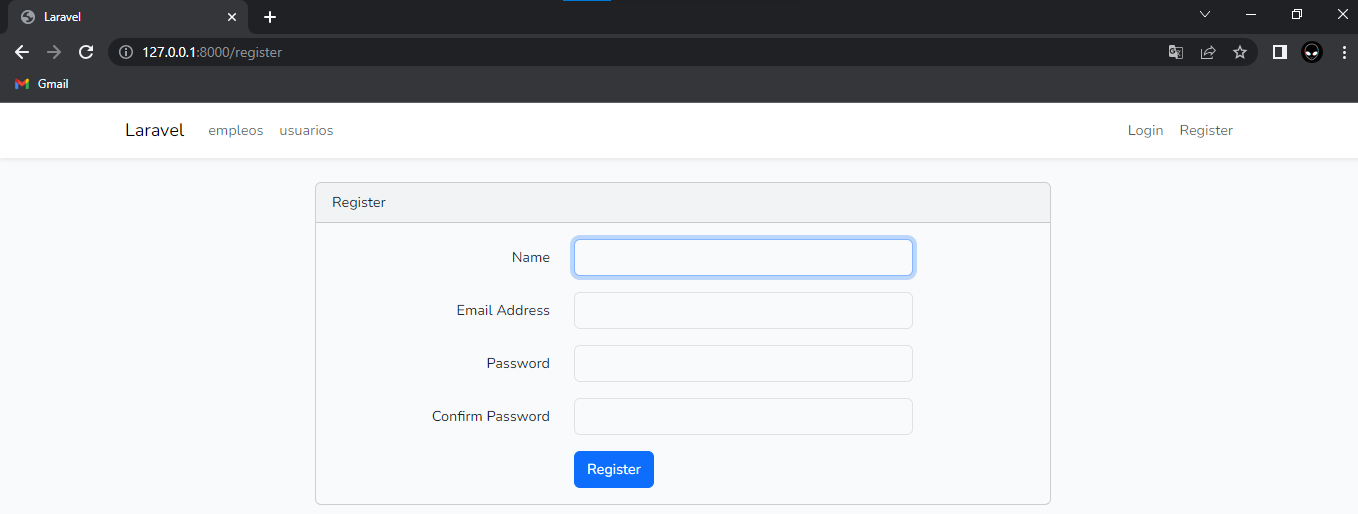 Laravel
127.0.0.1:8000/register
Gmail
Laravel empleos usuarios Login Register
Register
Name
Email Address
Password
Confirm Password
Register